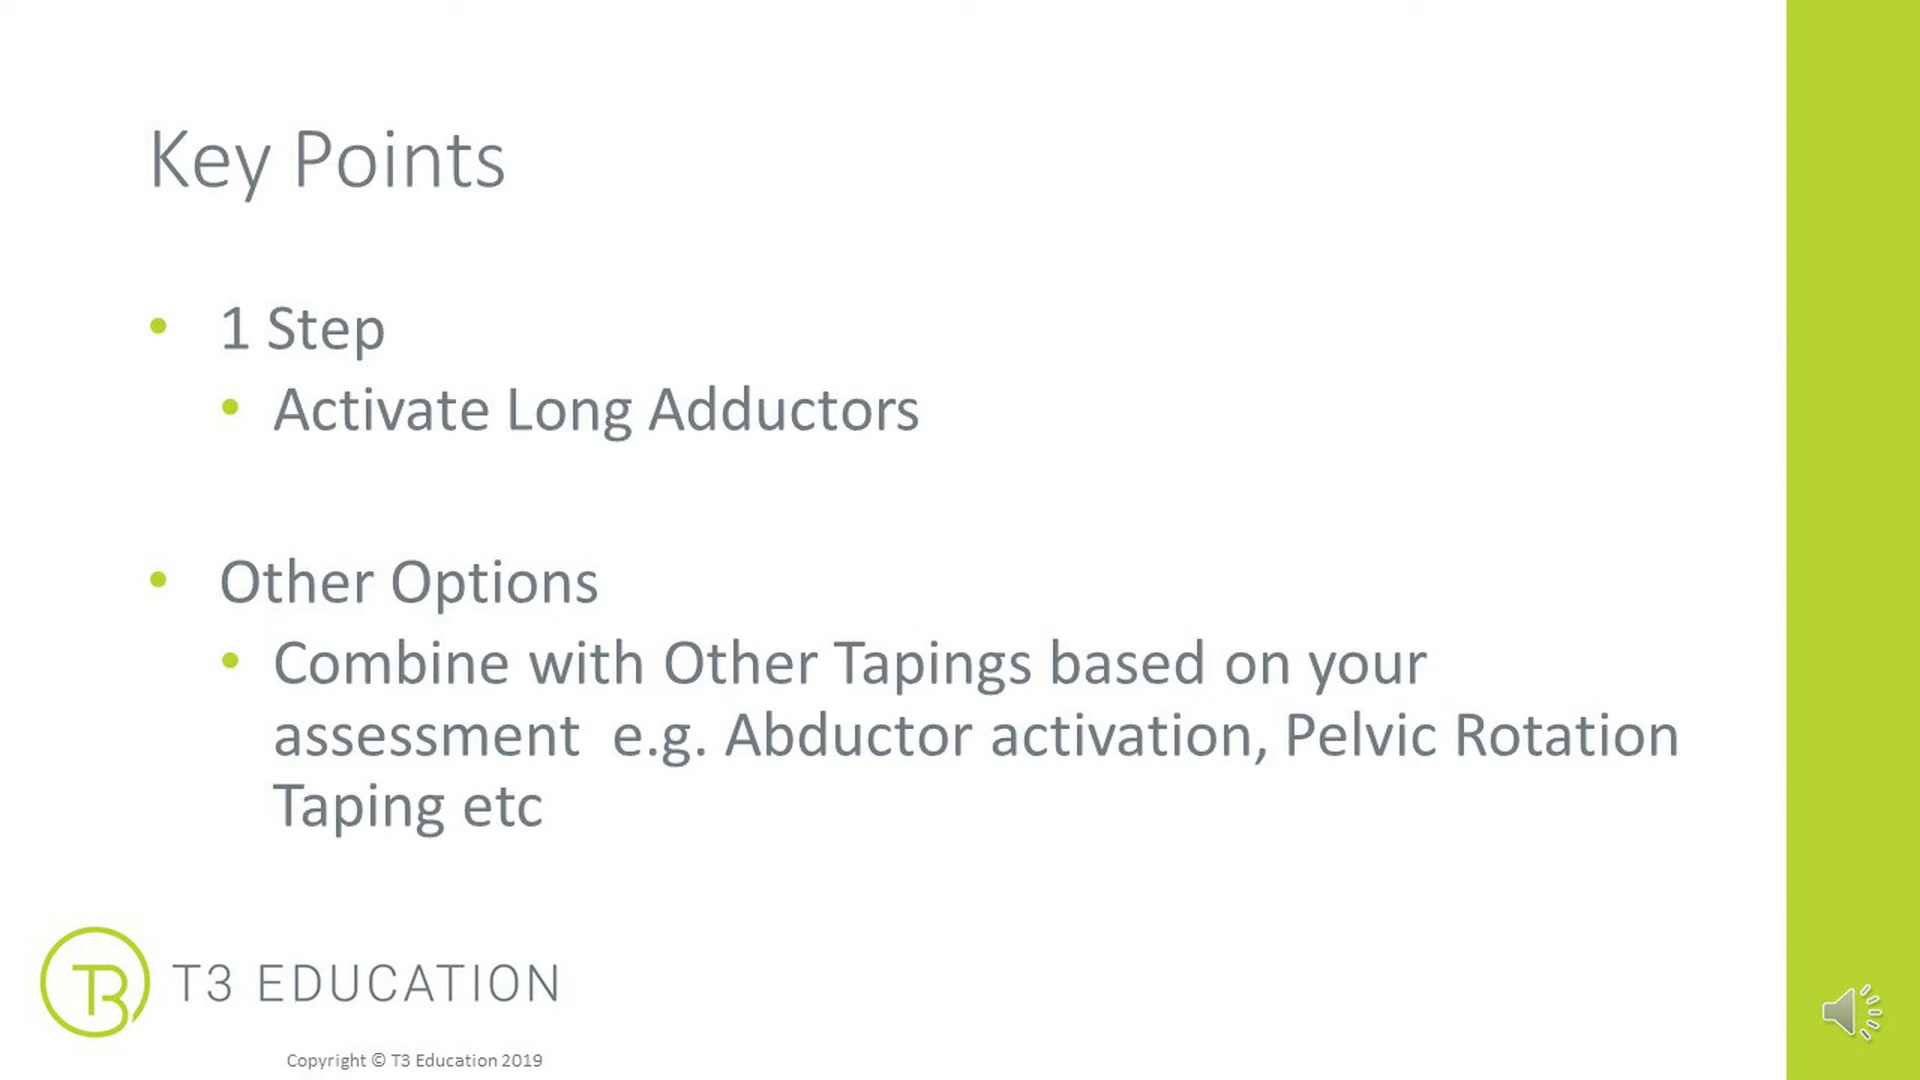 Key Points
• 1 Step
• Activate Long Adductors
• Other Options
• Combine with Other Tapings based on your
assessment  e.g. Abductor activation, Pelvic Rotation
Taping etc
T3 EDUCATION
Copyright © T3 Education 2019